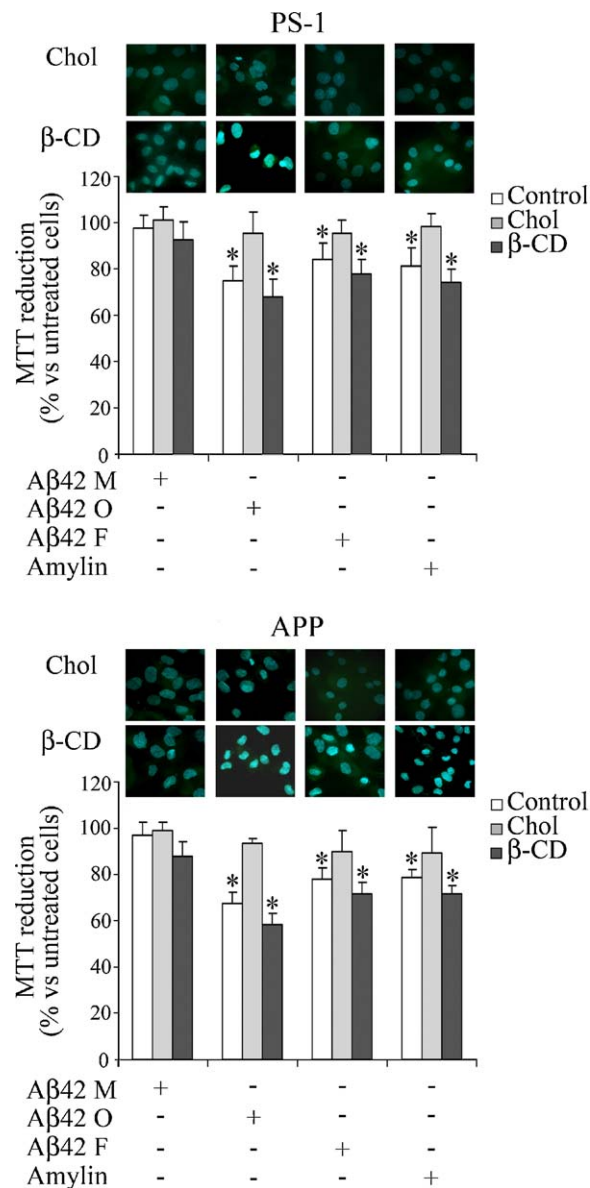 PS-1
Chol
β-CD
MTT reduction
(% vs untreated cells)
120
100
80
60
40
20
0
* * * * * *
Control
Chol
β-CD
Aβ42 M + - - -
Aβ42 O - + - -
Aβ42 F - - + -
Amylin - - - +
APP
Chol
β-CD
MTT reduction
(% vs untreated cells)
120
100
80
60
40
20
0
* * * * * *
Control
Chol
β-CD
Aβ42 M + - - -
Aβ42 O - + - -
Aβ42 F - - + -
Amylin - - - +